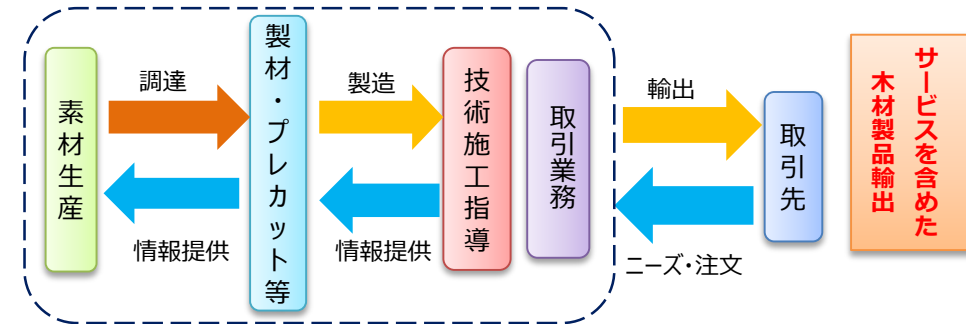 素材生産
調達
情報提供
製材・プレカット等
製造
情報提供
技術施工指導
取引業務
輸出
ニーズ・注文
取引先
サービスを含めた
木材製品輸出